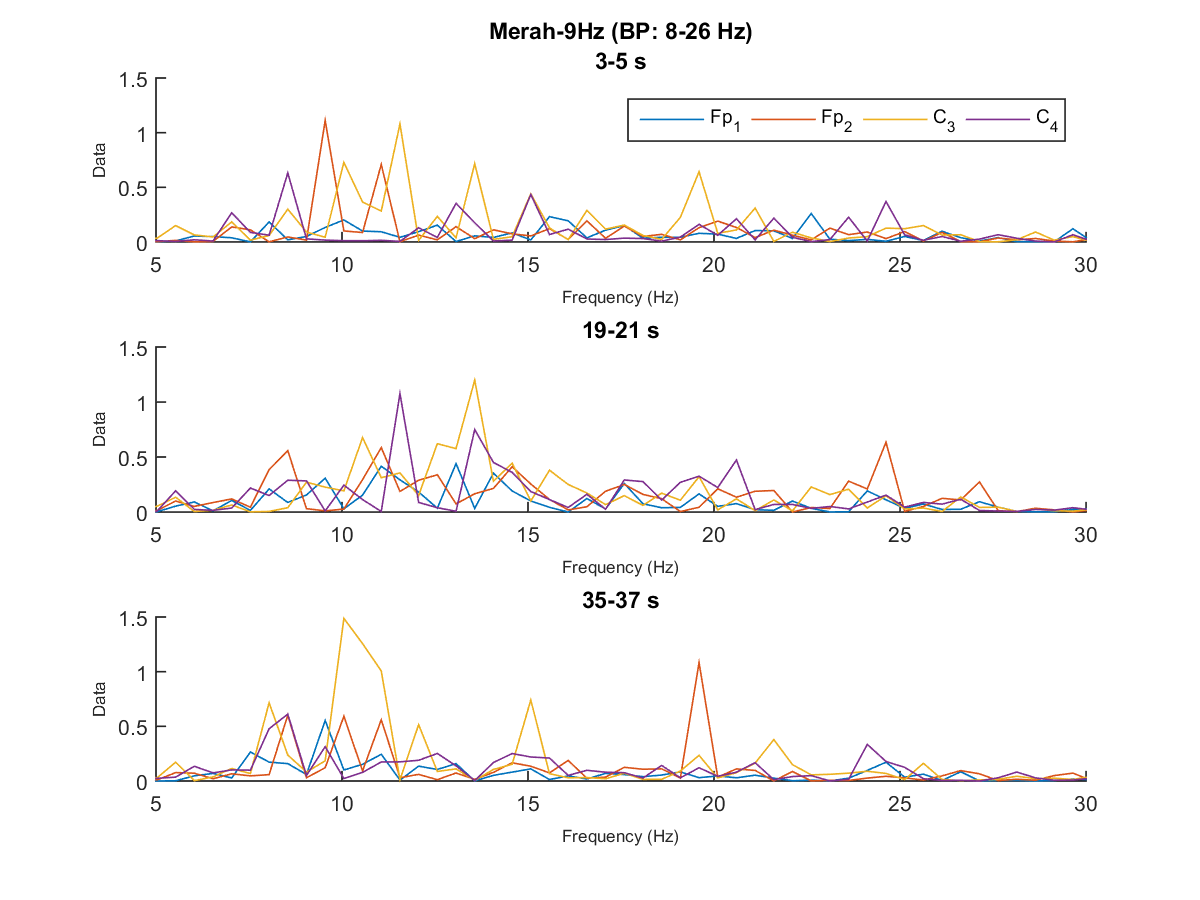 Merah-9Hz (BP: 8-26 Hz)
3-5 s
1.5
1
0.5
0
Data
Fp1 Fp2 C3 C4
5 10 15 20 25 30
Frequency (Hz)
19-21 s
1.5
1
0.5
0
Data
5 10 15 20 25 30
Frequency (Hz)
35-37 s
1.5
1
0.5
0
Data
5 10 15 20 25 30
Frequency (Hz)